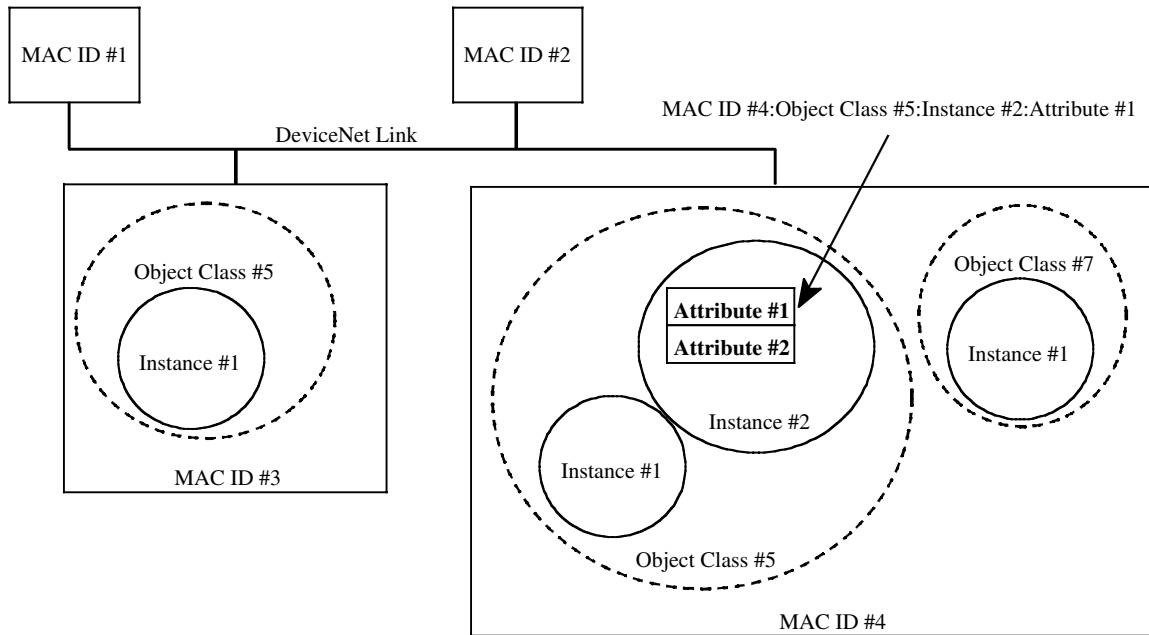 MAC ID #1
MAC ID #2
MAC ID #4:Object Class #5:Instance #2:Attribute #1
DeviceNet Link
Object Class #5
Instance #1
MAC ID #3
Attribute #1
Attribute #2
Instance #2
Instance #1
Object Class #5
Object Class #7
Instance #1
MAC ID #4